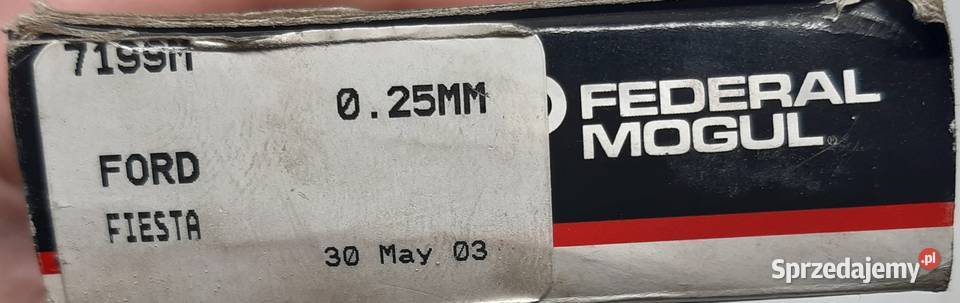 7199M
0.25MM
FORD
FIESTA
30 May 03
FEDERAL
MOGUL®
Sprzedajemy.pl